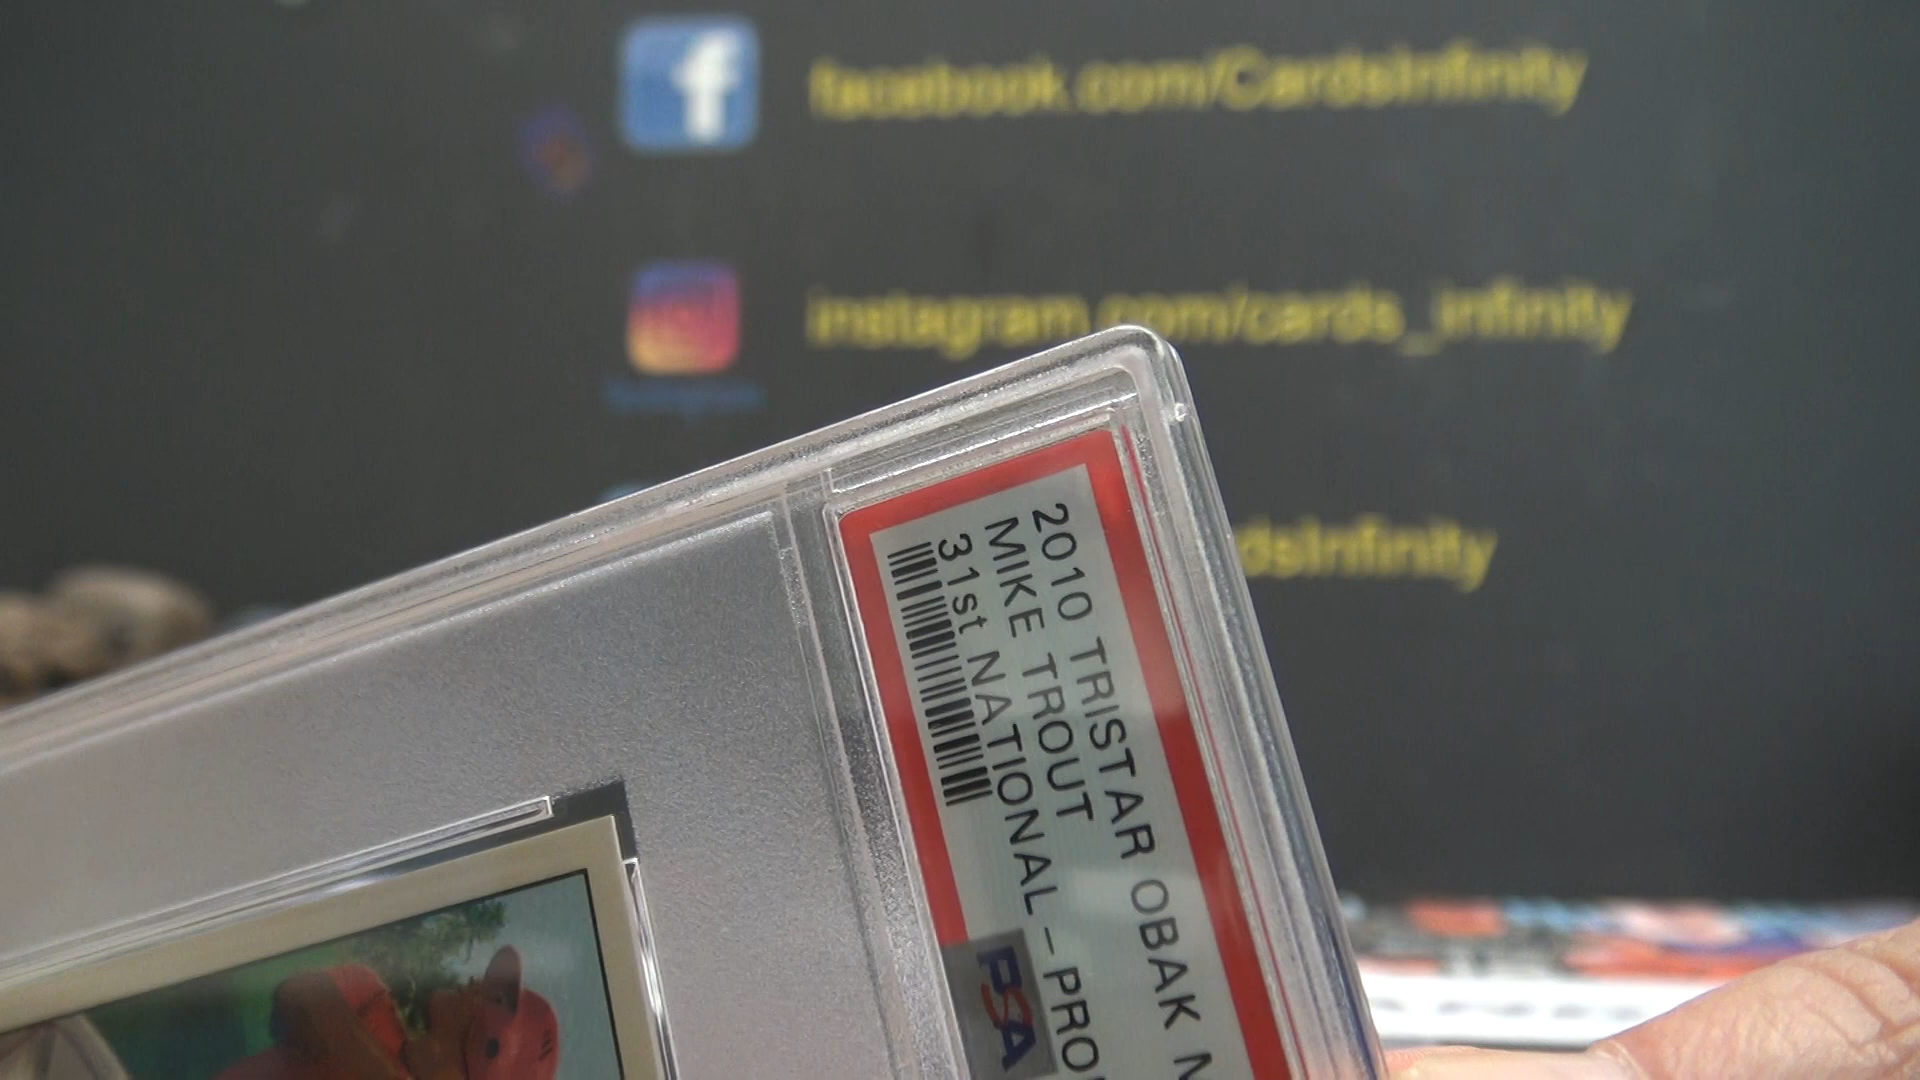 facebook.com/CardsInfinity
instagram.com/cards_infinity
dsInfinity
2010 TRISTAR OBAK N
MIKE TROUT
31st NATIONAL-PRO
PSA